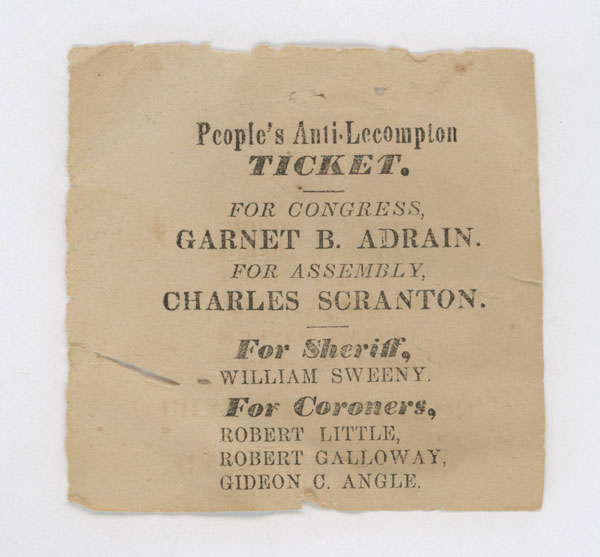 People's Anti-Lecompton
TICKET.
FOR CONGRESS,
GARNET B. ADRAIN.
FOR ASSEMBLY,
CHARLES SCRANTON.
For Sheriff,
WILLIAM SWEENY.
For Coroners,
ROBERT LITTLE,
ROBERT GALLOWAY,
GIDEON C. ANGLE.